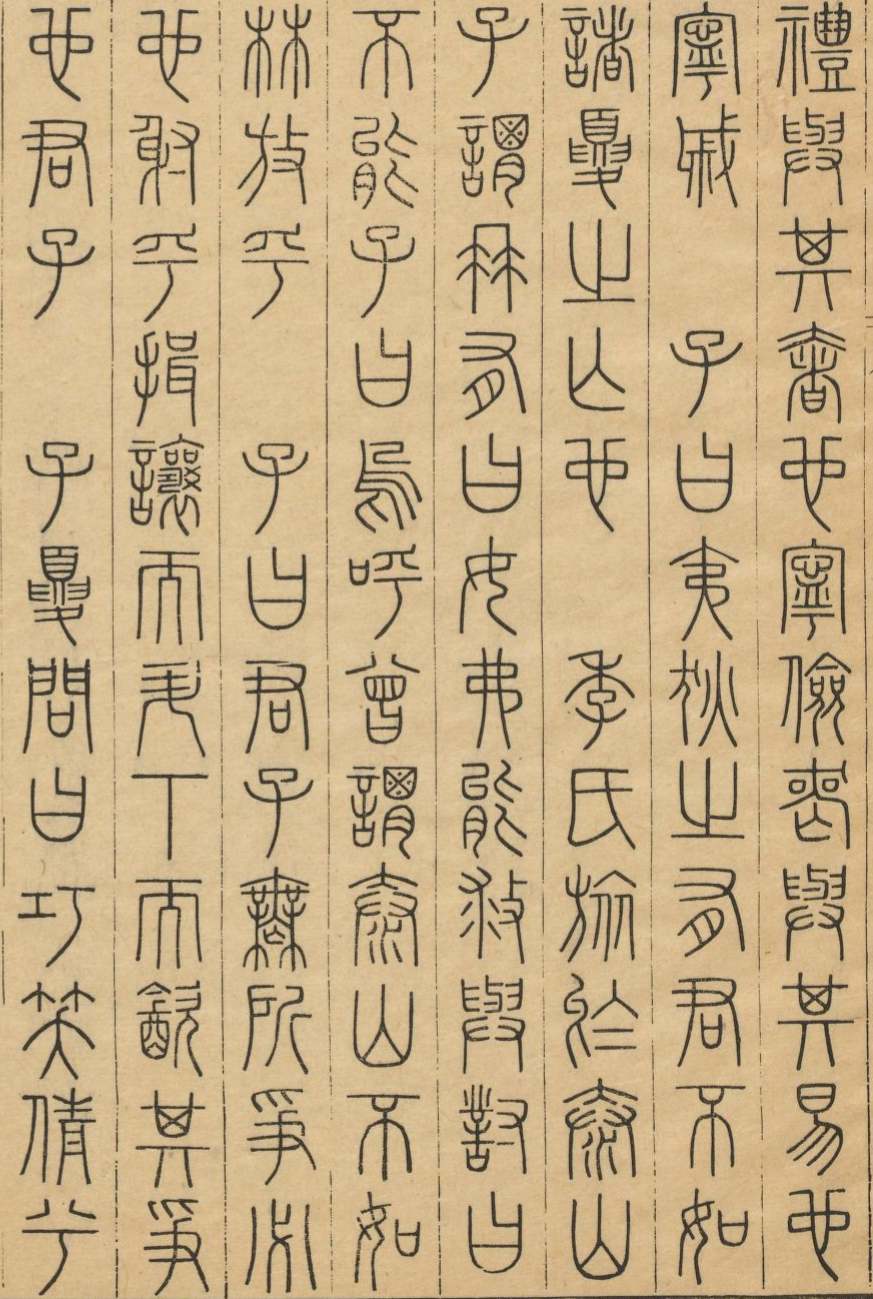 禮與其奢也寧儉喪與其易也
寧戚　子曰夷狄之有君不如
諸夏之亡也　季氏旅於泰山
子謂冉有曰女弗能救與對曰
不能子曰烏呼曾謂泰山不如
林放乎　子曰君子無所爭必
也射乎揖讓而升下而飲其爭
也君子　子夏問曰巧笑倩兮